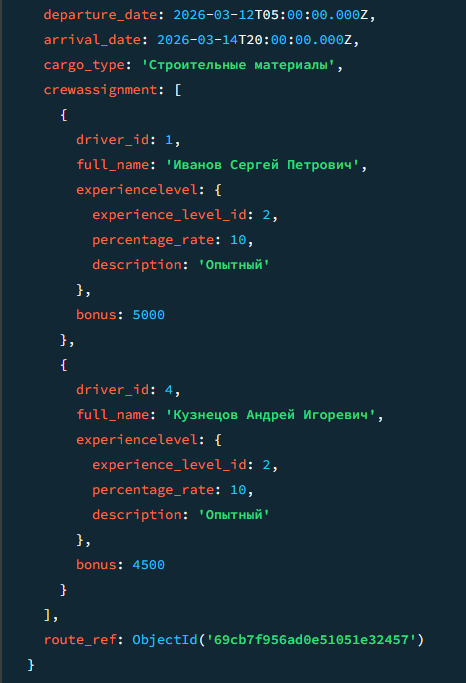 departure_date: 2026-03-12T05:00:00.000Z,
arrival_date: 2026-03-14T20:00:00.000Z,
cargo_type: 'Строительные материалы',
crewassignment: [
{
driver_id: 1,
full_name: 'Иванов Сергей Петрович',
experiencelevel: {
experience_level_id: 2,
percentage_rate: 10,
description: 'Опытный'
},
bonus: 5000
},
{
driver_id: 4,
full_name: 'Кузнецов Андрей Игоревич',
experiencelevel: {
experience_level_id: 2,
percentage_rate: 10,
description: 'Опытный'
},
bonus: 4500
}
],
route_ref: ObjectId('69cb7f956ad0e51051e32457')
}